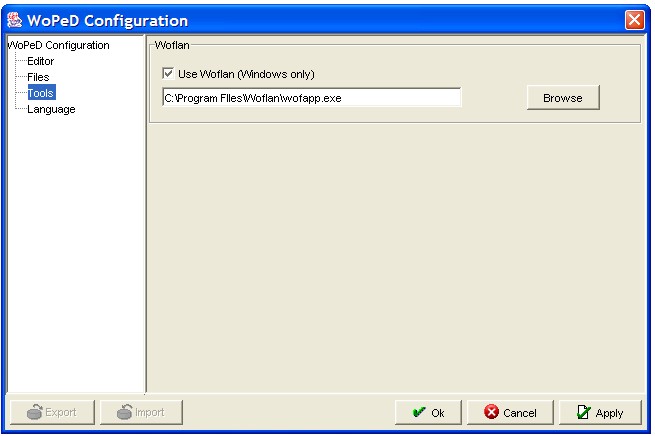 WoPeD Configuration
WoPeD Configuration
Editor
Files
Tools
Language
Woflan
Use Woflan (Windows only)
C:\Program FIles\Woflan\wofapp.exe
Browse
Export
Import
Ok
Cancel
Apply